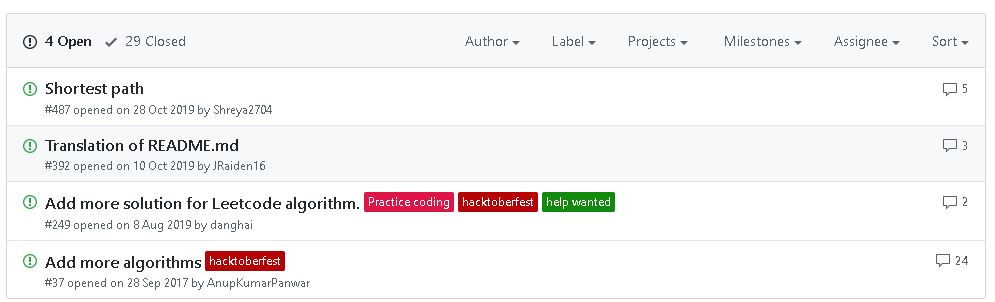 4 Open 29 Closed Author Label Projects Milestones Assignee Sort
Shortest path 5
#487 opened on 28 Oct 2019 by Shreya2704
Translation of README.md 3
#392 opened on 10 Oct 2019 by JRaiden16
Add more solution for Leetcode algorithm. Practice coding hacktoberfest help wanted 2
#249 opened on 8 Aug 2019 by danghai
Add more algorithms hacktoberfest 24
#37 opened on 28 Sep 2017 by AnupKumarPanwar